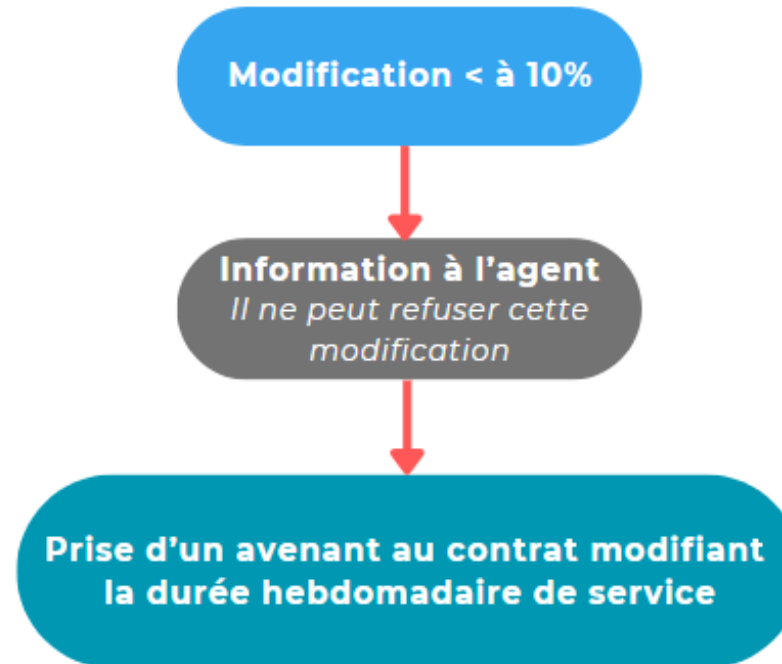 Modification < à 10%
Information à l'agent
Il ne peut refuser cette
modification
Prise d'un avenant au contrat modifiant
la durée hebdomadaire de service